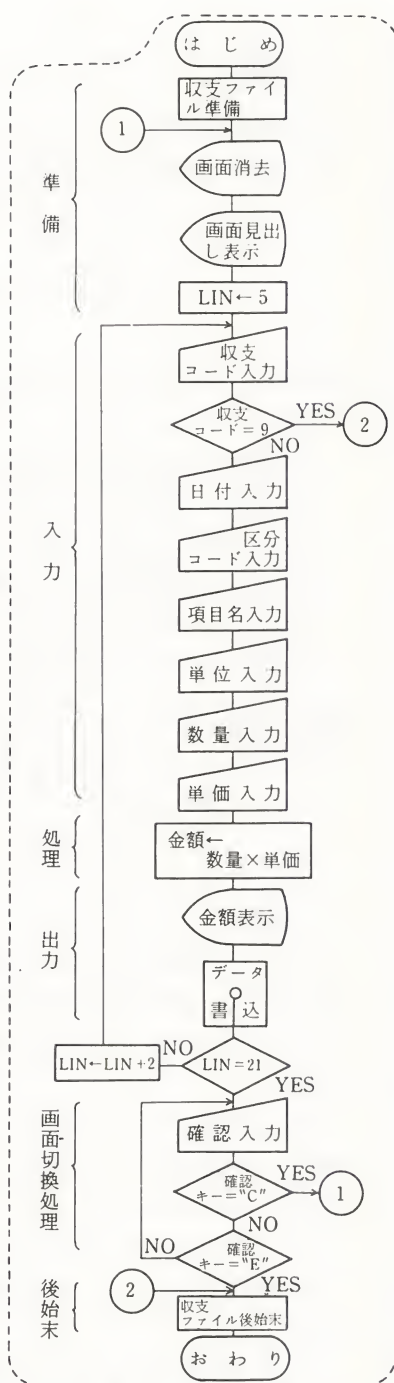 はじめ
収支ファイ
ル準備
1
画面消去
画面見出
し表示
LIN←5
準備
収支
コード入力
収支
コード=9
YES
2
NO
日付入力
区分
コード入力
項目名入力
単位入力
数量入力
単価入力
入力
金額←
数量×単価
処理
金額表示
データ
書込
出力
LIN=21
NO
LIN←LIN+2
YES
確認入力
確認
キー="C"
YES
1
NO
確認
キー="E"
NO
YES
画面切換処理
2
収支
ファイル後始末
後始末
おわり